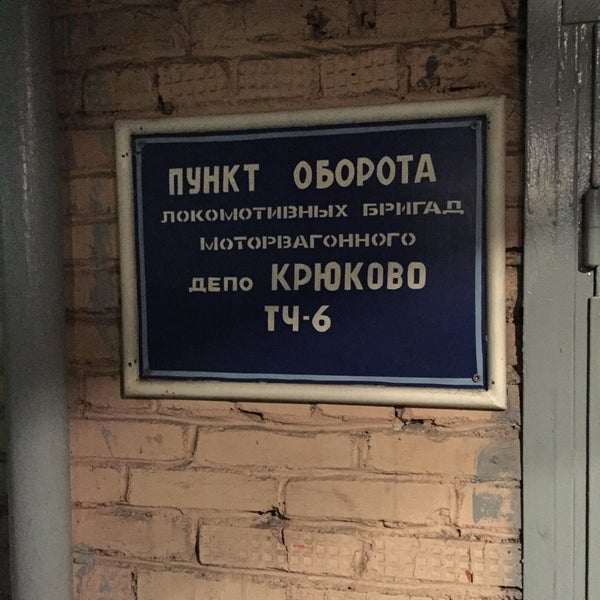 ПУНКТ ОБОРОТА
ЛОКОМОТИВНЫХ БРИГАД
МОТОРВАГОННОГО
ДЕПО КРЮКОВО
ТЧ-6